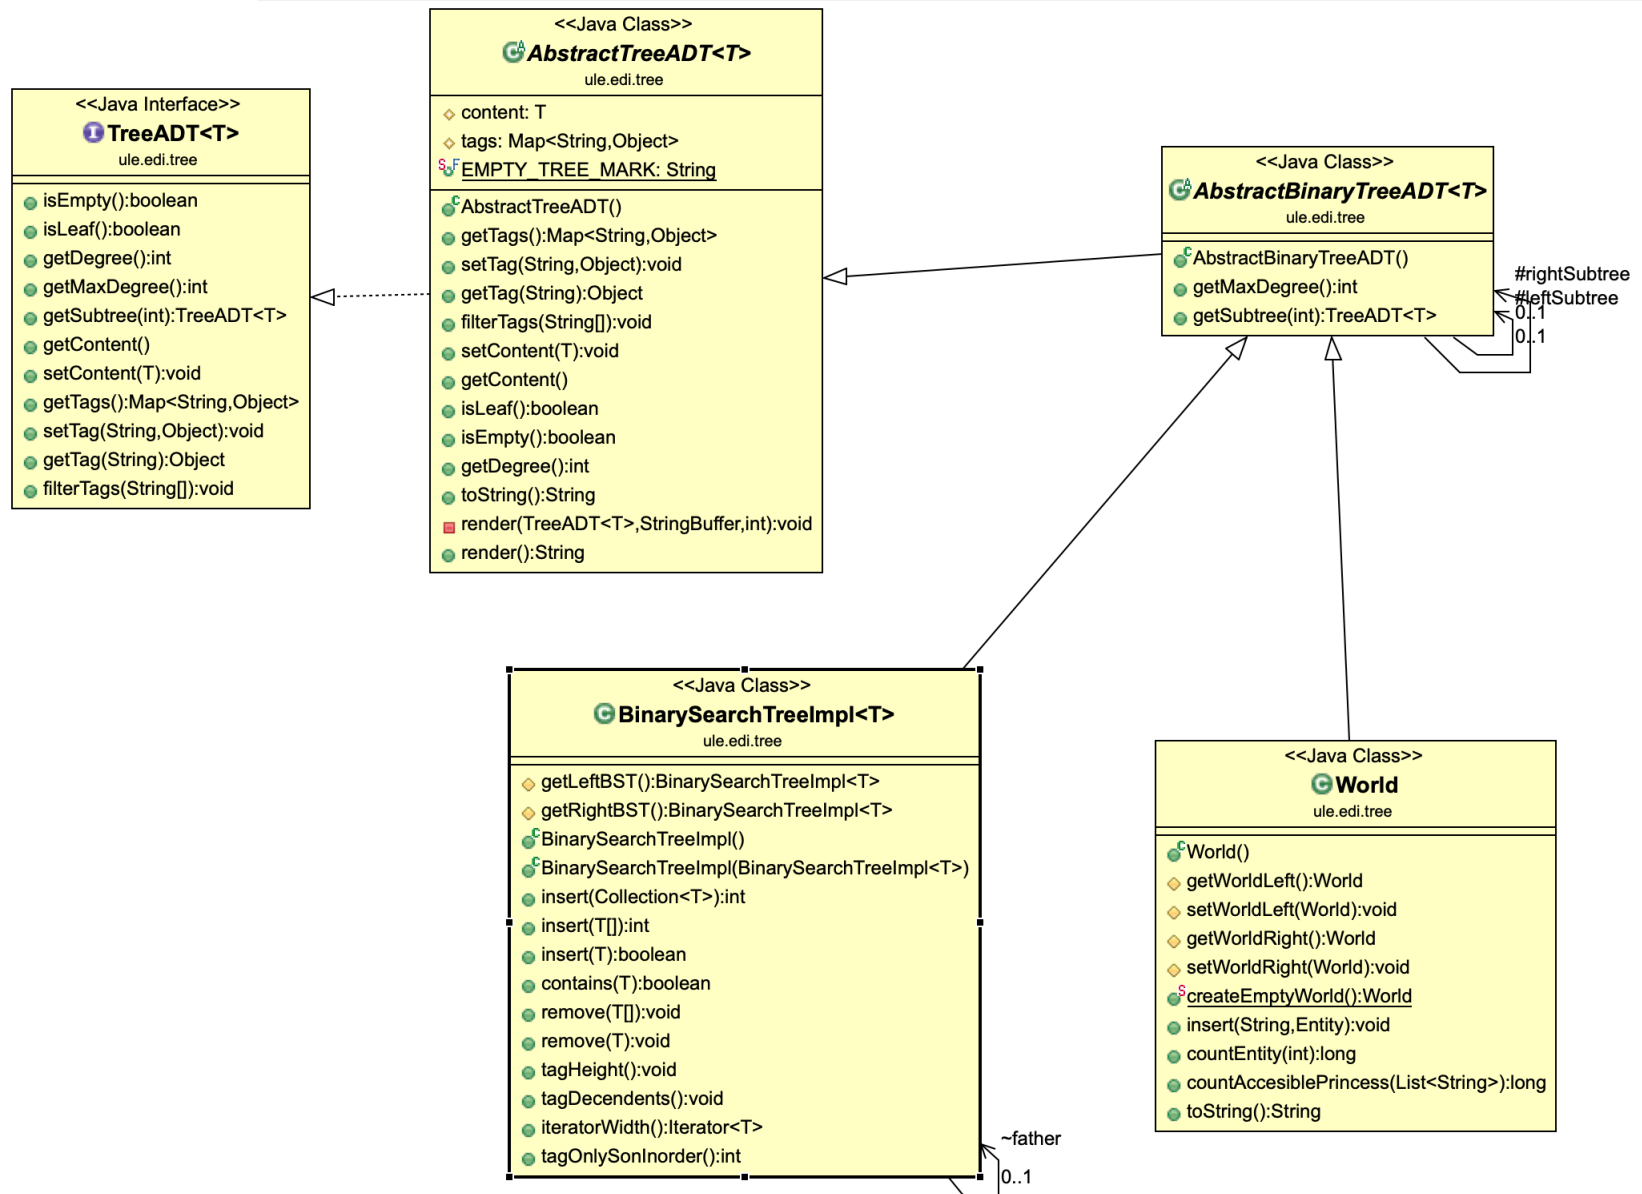 <<Java Interface>>
I TreeADT<T>
ule.edi.tree
isEmpty():boolean
isLeaf():boolean
getDegree():int
getMaxDegree():int
getSubtree(int):TreeADT<T>
getContent()
setContent(T):void
getTags():Map<String,Object>
setTag(String,Object):void
getTag(String):Object
filterTags(String[]):void
<<Java Class>>
C A AbstractTreeADT<T>
ule.edi.tree
content: T
tags: Map<String,Object>
S F EMPTY_TREE_MARK: String
C AbstractTreeADT()
getTags():Map<String,Object>
setTag(String,Object):void
getTag(String):Object
filterTags(String[]):void
setContent(T):void
getContent()
isLeaf():boolean
isEmpty():boolean
getDegree():int
toString():String
render(TreeADT<T>,StringBuffer,int):void
render():String
<<Java Class>>
C A AbstractBinaryTreeADT<T>
ule.edi.tree
C AbstractBinaryTreeADT()
getMaxDegree():int
getSubtree(int):TreeADT<T>
#rightSubtree
#leftSubtree
0..1
0..1
<<Java Class>>
C BinarySearchTreeImpl<T>
ule.edi.tree
getLeftBST():BinarySearchTreeImpl<T>
getRightBST():BinarySearchTreeImpl<T>
C BinarySearchTreeImpl()
C BinarySearchTreeImpl(BinarySearchTreeImpl<T>)
insert(Collection<T>):int
insert(T[]):int
insert(T):boolean
contains(T):boolean
remove(T[]):void
remove(T):void
tagHeight():void
tagDecendents():void
iteratorWidth():Iterator<T>
tagOnlySonInorder():int
~father
0..1
<<Java Class>>
C World
ule.edi.tree
C World()
getWorldLeft():World
setWorldLeft(World):void
getWorldRight():World
setWorldRight(World):void
S createEmptyWorld():World
insert(String,Entity):void
countEntity(int):long
countAccesiblePrincess(List<String>):long
toString():String